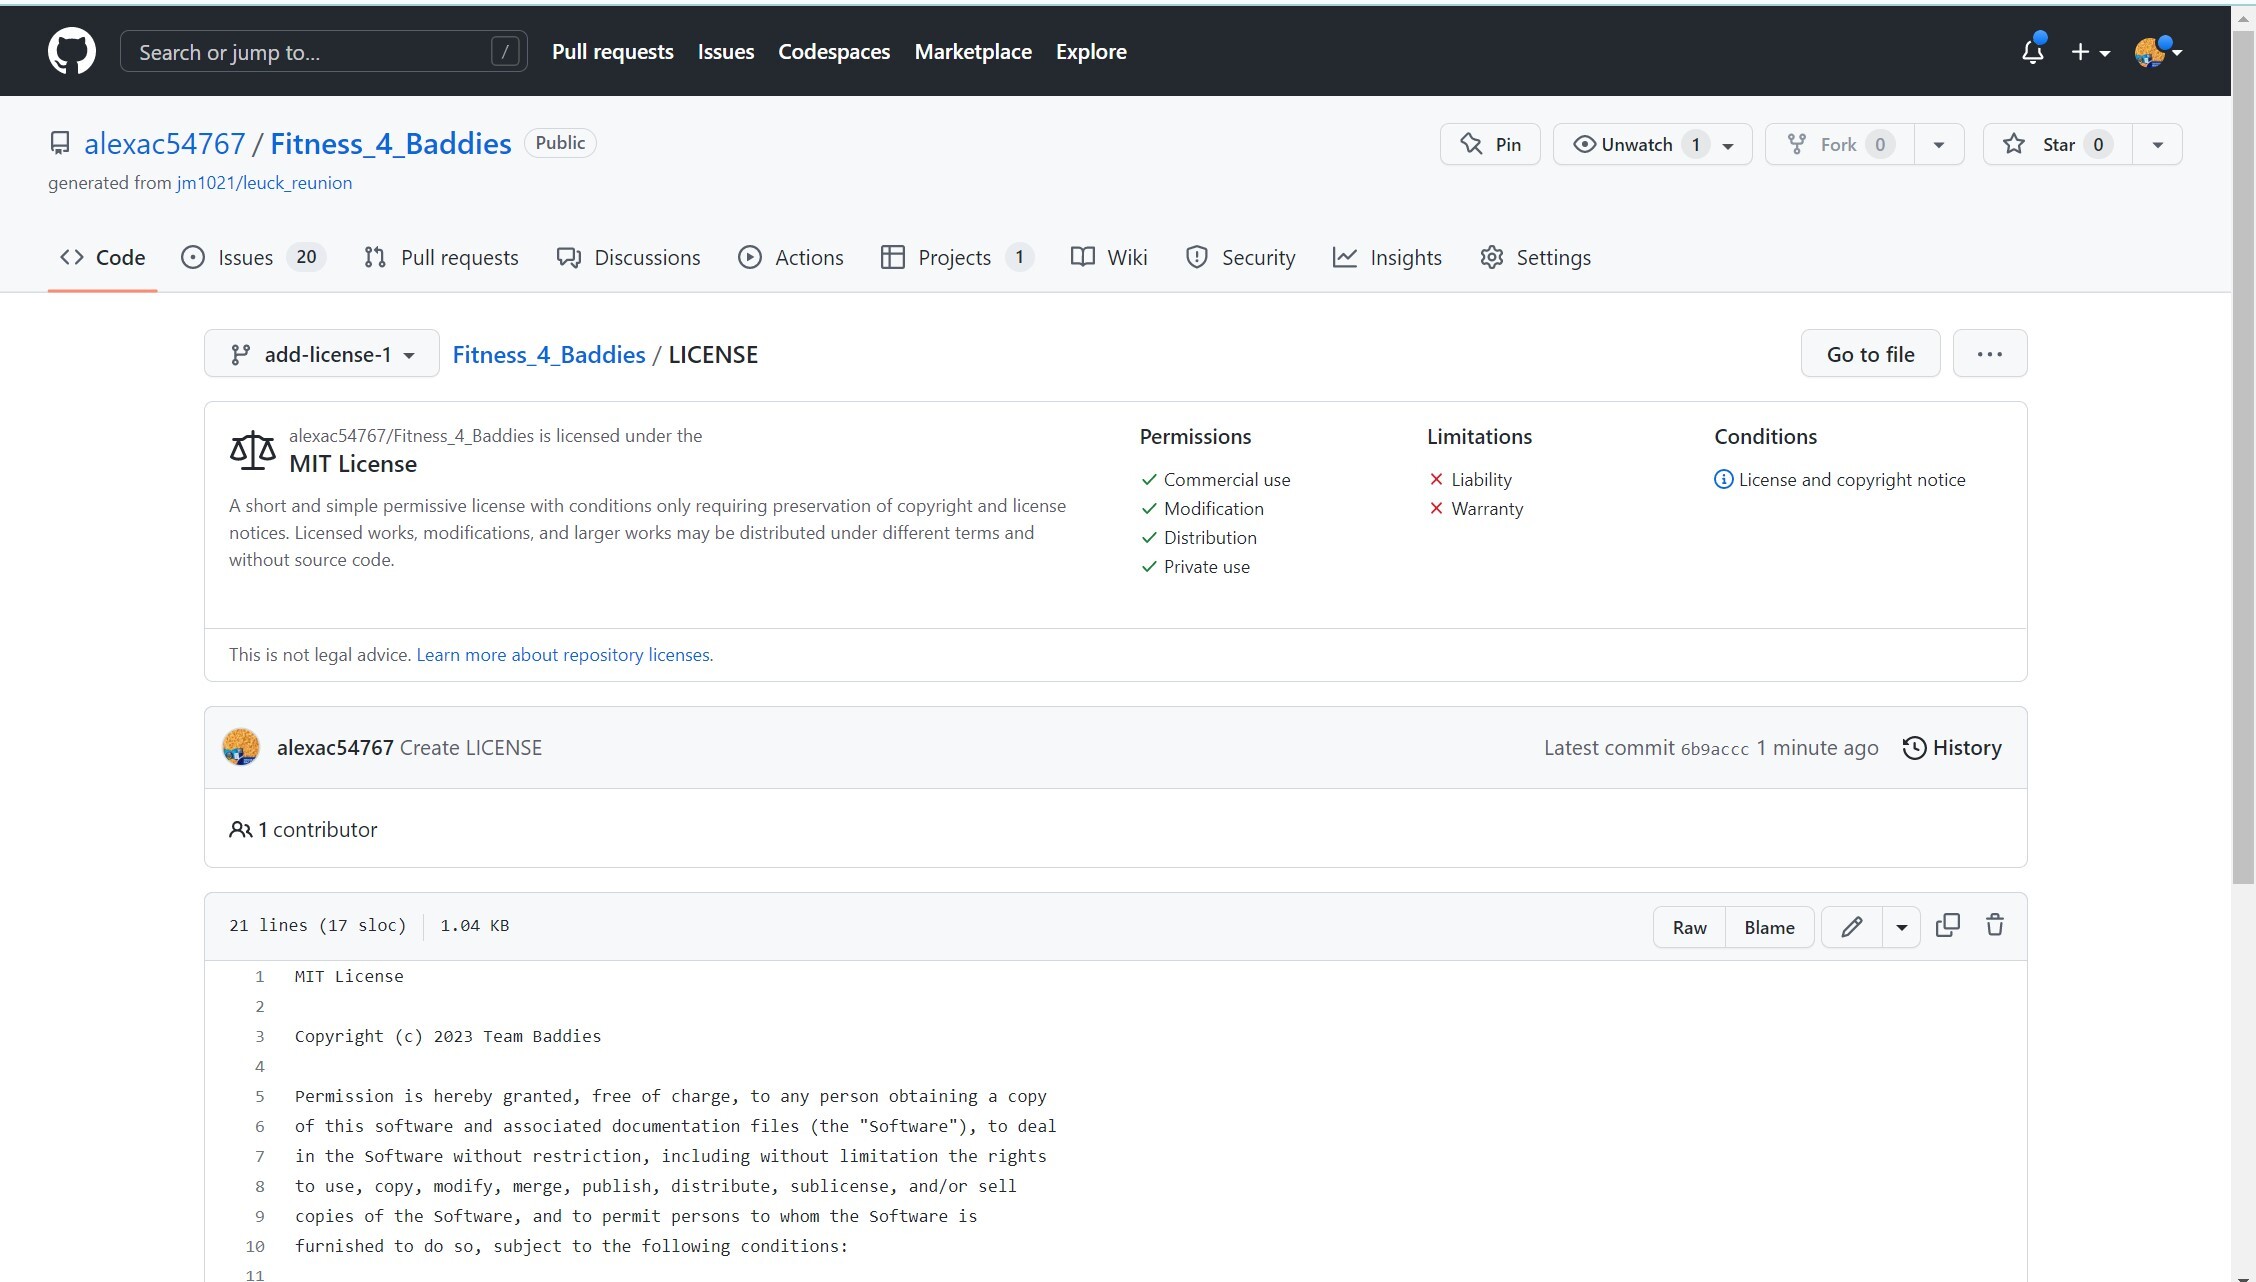 Search or jump to... / Pull requests Issues Codespaces Marketplace Explore
alexac54767 / Fitness_4_Baddies Public Pin Unwatch 1 Fork 0 Star 0
generated from jm1021/leuck_reunion
Code Issues 20 Pull requests Discussions Actions Projects 1 Wiki Security Insights Settings
add-license-1 Fitness_4_Baddies / LICENSE Go to file ...
alexac54767/Fitness_4_Baddies is licensed under the
MIT License
A short and simple permissive license with conditions only requiring preservation of copyright and license
notices. Licensed works, modifications, and larger works may be distributed under different terms and
without source code.
Permissions
Commercial use
Modification
Distribution
Private use
Limitations
Liability
Warranty
Conditions
License and copyright notice
This is not legal advice. Learn more about repository licenses.
alexac54767 Create LICENSE Latest commit 6b9accc 1 minute ago History
1 contributor
21 lines (17 sloc) 1.04 KB Raw Blame
1 MIT License
2
3 Copyright (c) 2023 Team Baddies
4
5 Permission is hereby granted, free of charge, to any person obtaining a copy
6 of this software and associated documentation files (the "Software"), to deal
7 in the Software without restriction, including without limitation the rights
8 to use, copy, modify, merge, publish, distribute, sublicense, and/or sell
9 copies of the Software, and to permit persons to whom the Software is
10 furnished to do so, subject to the following conditions:
11